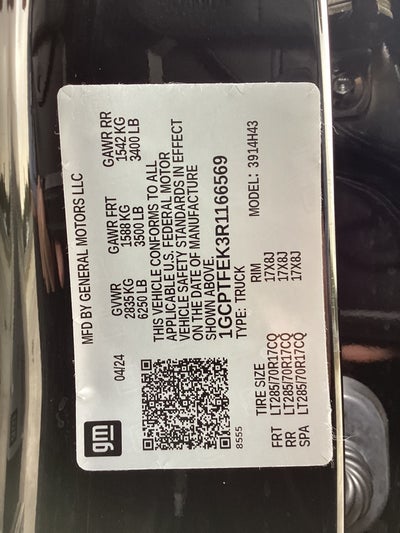 gm
MFD BY GENERAL MOTORS LLC
04/24
GVWR GAWR FRT GAWR RR
2835KG 1588 KG 1542 KG
6250 LB 3500 LB 3400 LB
THIS VEHICLE CONFORMS TO ALL
APPLICABLE U.S. FEDERAL MOTOR
VEHICLE SAFETY STANDARDS IN EFFECT
ON THE DATE OF MANUFACTURE
SHOWN ABOVE.
1GCPTFEK3R1166569
TYPE: TRUCK MODEL: 3914H43
8555
TIRE SIZE RIM
FRT LT285/70R17CQ 17X8J
RR LT285/70R17CQ 17X8J
SPA LT285/70R17CQ 17X8J